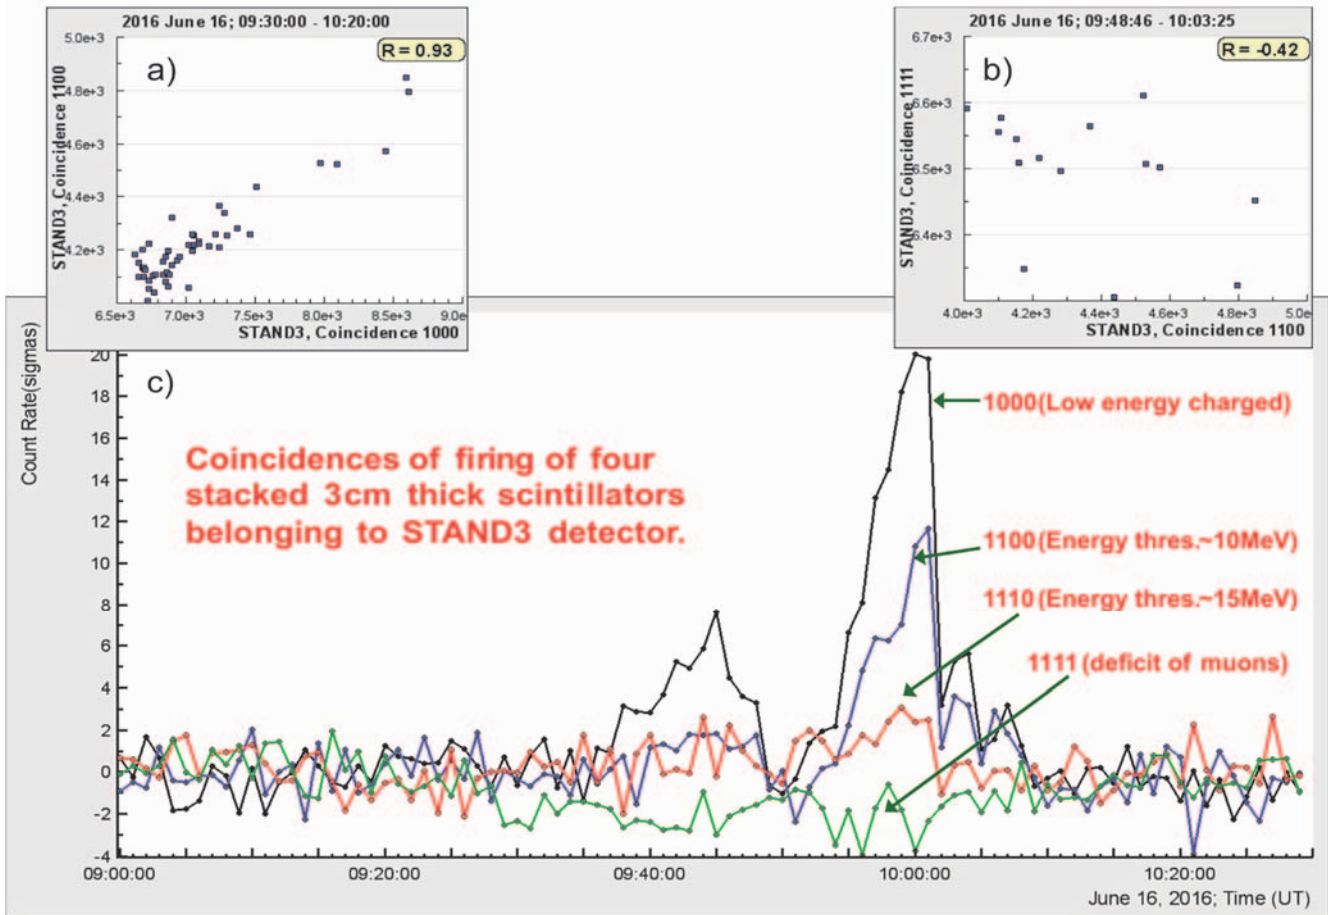 2016 June 16; 09:30:00 - 10:20:00
R = 0.93
a)
STAND3, Coincidence 1100
5.0e+3
4.8e+3
4.6e+3
4.4e+3
4.2e+3
6.5e+3 7.0e+3 7.5e+3 8.0e+3 8.5e+3 9.0e
STAND3, Coincidence 1000
2016 June 16; 09:48:46 - 10:03:25
R = -0.42
b)
STAND3, Coincidence 1111
6.7e+3
6.6e+3
6.5e+3
6.4e+3
4.0e+3 4.2e+3 4.4e+3 4.6e+3 4.8e+3 5.0e
STAND3, Coincidence 1100
c)
Count Rate(sigmas)
20
18
16
14
12
10
8
6
4
2
0
-2
-4
Coincidences of firing of four
stacked 3cm thick scintillators
belonging to STAND3 detector.
1000(Low energy charged)
1100(Energy thres.~10MeV)
1110(Energy thres.~15MeV)
1111(deficit of muons)
09:00:00 09:20:00 09:40:00 10:00:00 10:20:00
June 16, 2016; Time (UT)